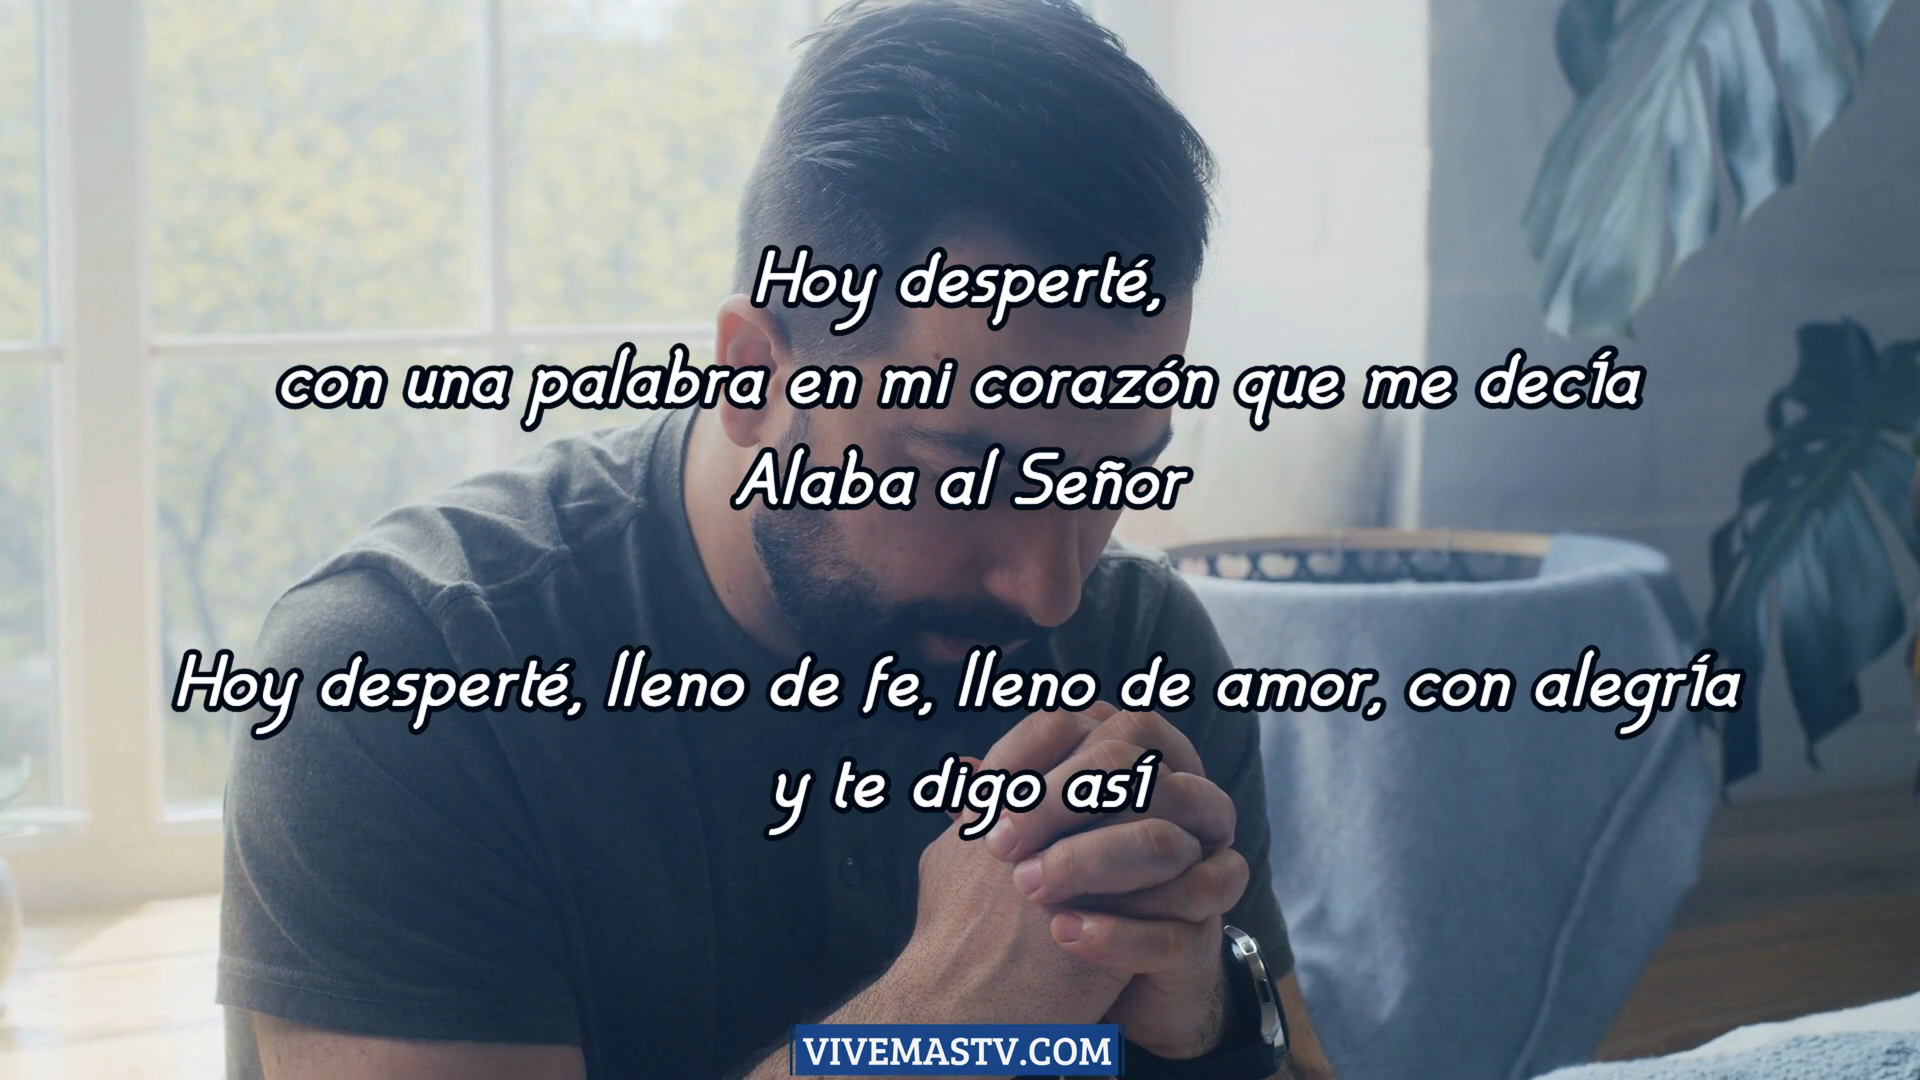 Hoy desperté,
con una palabra en mi corazón que me decía
Alaba al Señor
Hoy desperté, lleno de fe, lleno de amor, con alegría
y te digo así
VIVEMASTV.COM